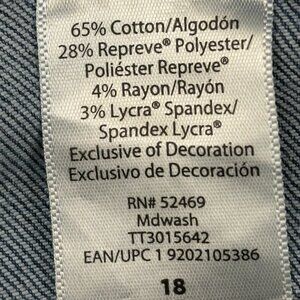 65% Cotton/Algodón
28% Repreve® Polyester/
Poliéster Repreve®
4% Rayon/Rayón
3% Lycra® Spandex/
Spandex Lycra®
Exclusive of Decoration
Exclusivo de Decoración
RN# 52469
Mdwash
TT3015642
EAN/UPC 1 9202105386
18